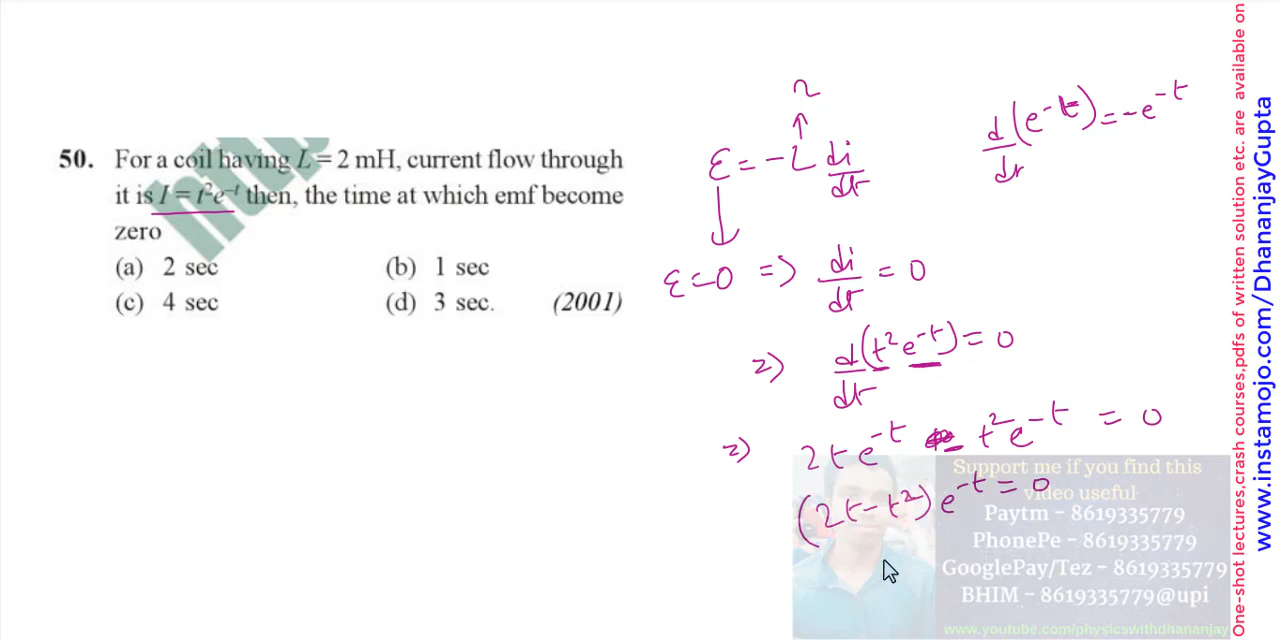 50. For a coil having L = 2 mH, current flow through
it is I = t²e⁻ᵗ then, the time at which emf become
zero
(a) 2 sec (b) 1 sec
(c) 4 sec (d) 3 sec. (2001)
2
↑
ε = - L di/dt
d/dt (e⁻ᵗ) = -e⁻ᵗ
↓
ε = 0 => di/dt = 0
=> d/dt (t² e⁻ᵗ) = 0
=> 2t e⁻ᵗ - t² e⁻ᵗ = 0
(2t - t²) e⁻ᵗ = 0
Support me if you find this
video useful
Paytm - 8619335779
PhonePe - 8619335779
GooglePay/Tez - 8619335779
BHIM - 8619335779@upi
www.youtube.com/physicswithdhananjay
One-shot lectures,crash courses,pdfs of written solution etc. are available on
www.instamojo.com/DhananjayGupta